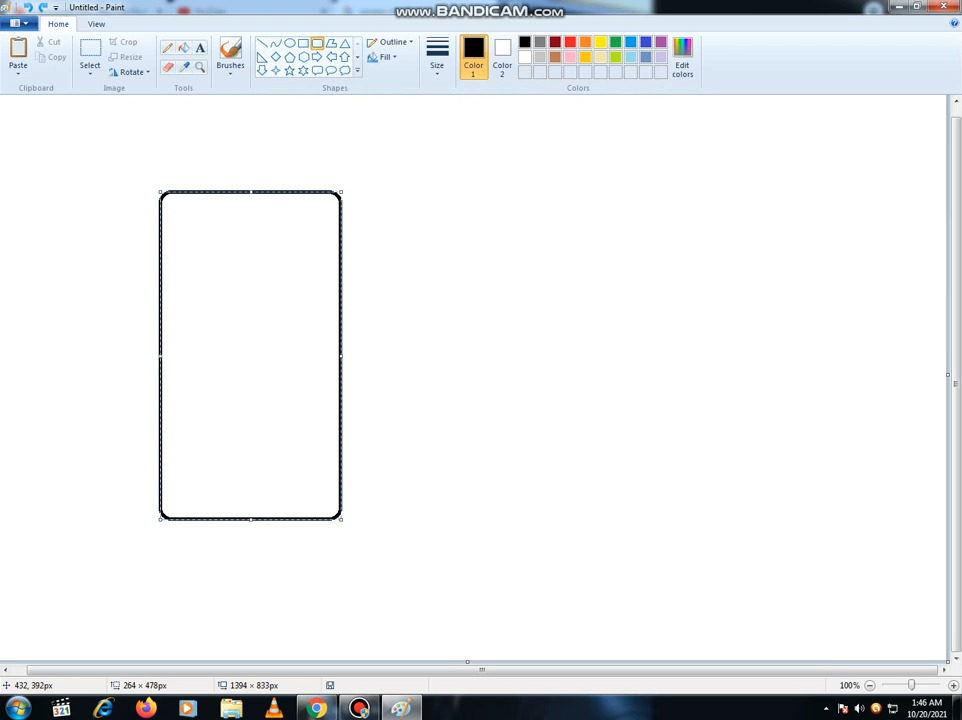 www.BANDICAM.com
Untitled - Paint
Home
View
Paste
Cut
Copy
Clipboard
Select
Crop
Resize
Rotate
Image
A
Tools
Brushes
Outline
Fill
Shapes
Size
Color
1
Color
2
Edit
colors
Colors
432, 392px
264 × 478px
1394 × 833px
100%
321
1:46 AM
10/20/2021